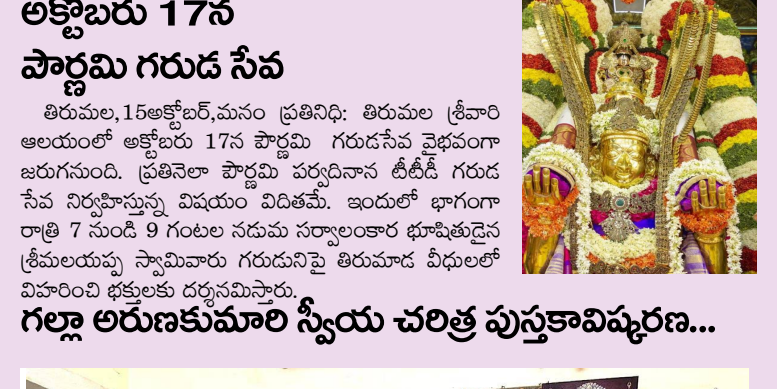 అక్టోబరు 17న
పౌర్ణమి గరుడ సేవ
తిరుమల,15అక్టోబర్,మనం ప్రతినిధి: తిరుమల శ్రీవారి
ఆలయంలో అక్టోబరు 17న పౌర్ణమి గరుడసేవ వైభవంగా
జరుగనుంది. ప్రతినెలా పౌర్ణమి పర్వదినాన టీటీడీ గరుడ
సేవ నిర్వహిస్తున్న విషయం విదితమే. ఇందులో భాగంగా
రాత్రి 7 నుండి 9 గంటల నడుమ సర్వాలంకార భూషితుడైన
శ్రీమలయప్ప స్వామివారు గరుడునిపై తిరుమాడ వీధులలో
విహరించి భక్తులకు దర్శనమిస్తారు.
గల్లా అరుణకుమారి స్వీయ చరిత్ర పుస్తకావిష్కరణ...